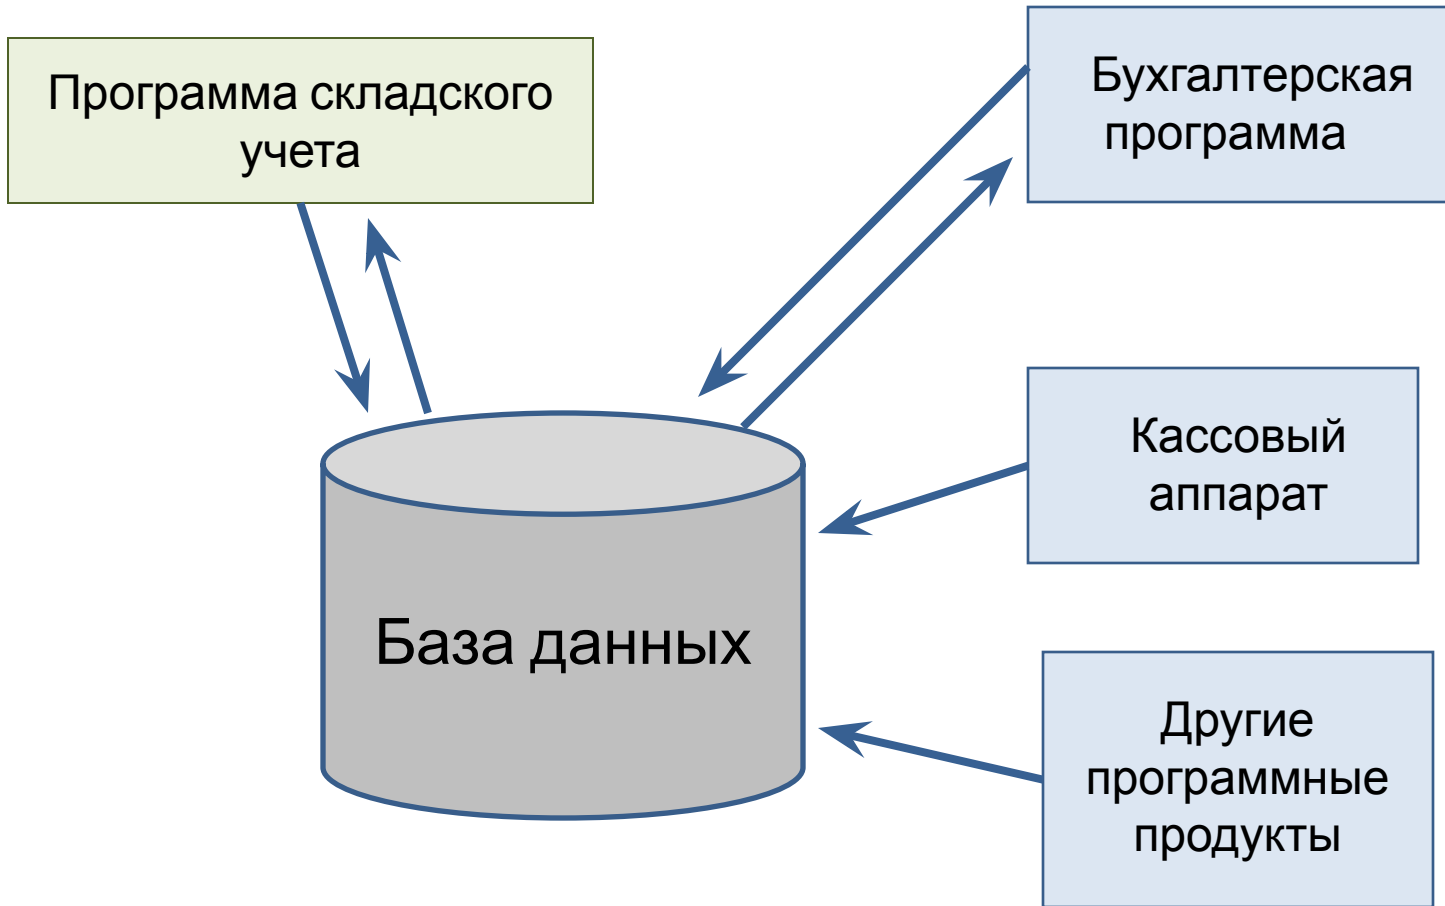 Программа складского
учета
Бухгалтерская
программа
Кассовый
аппарат
База данных
Другие
программные
продукты